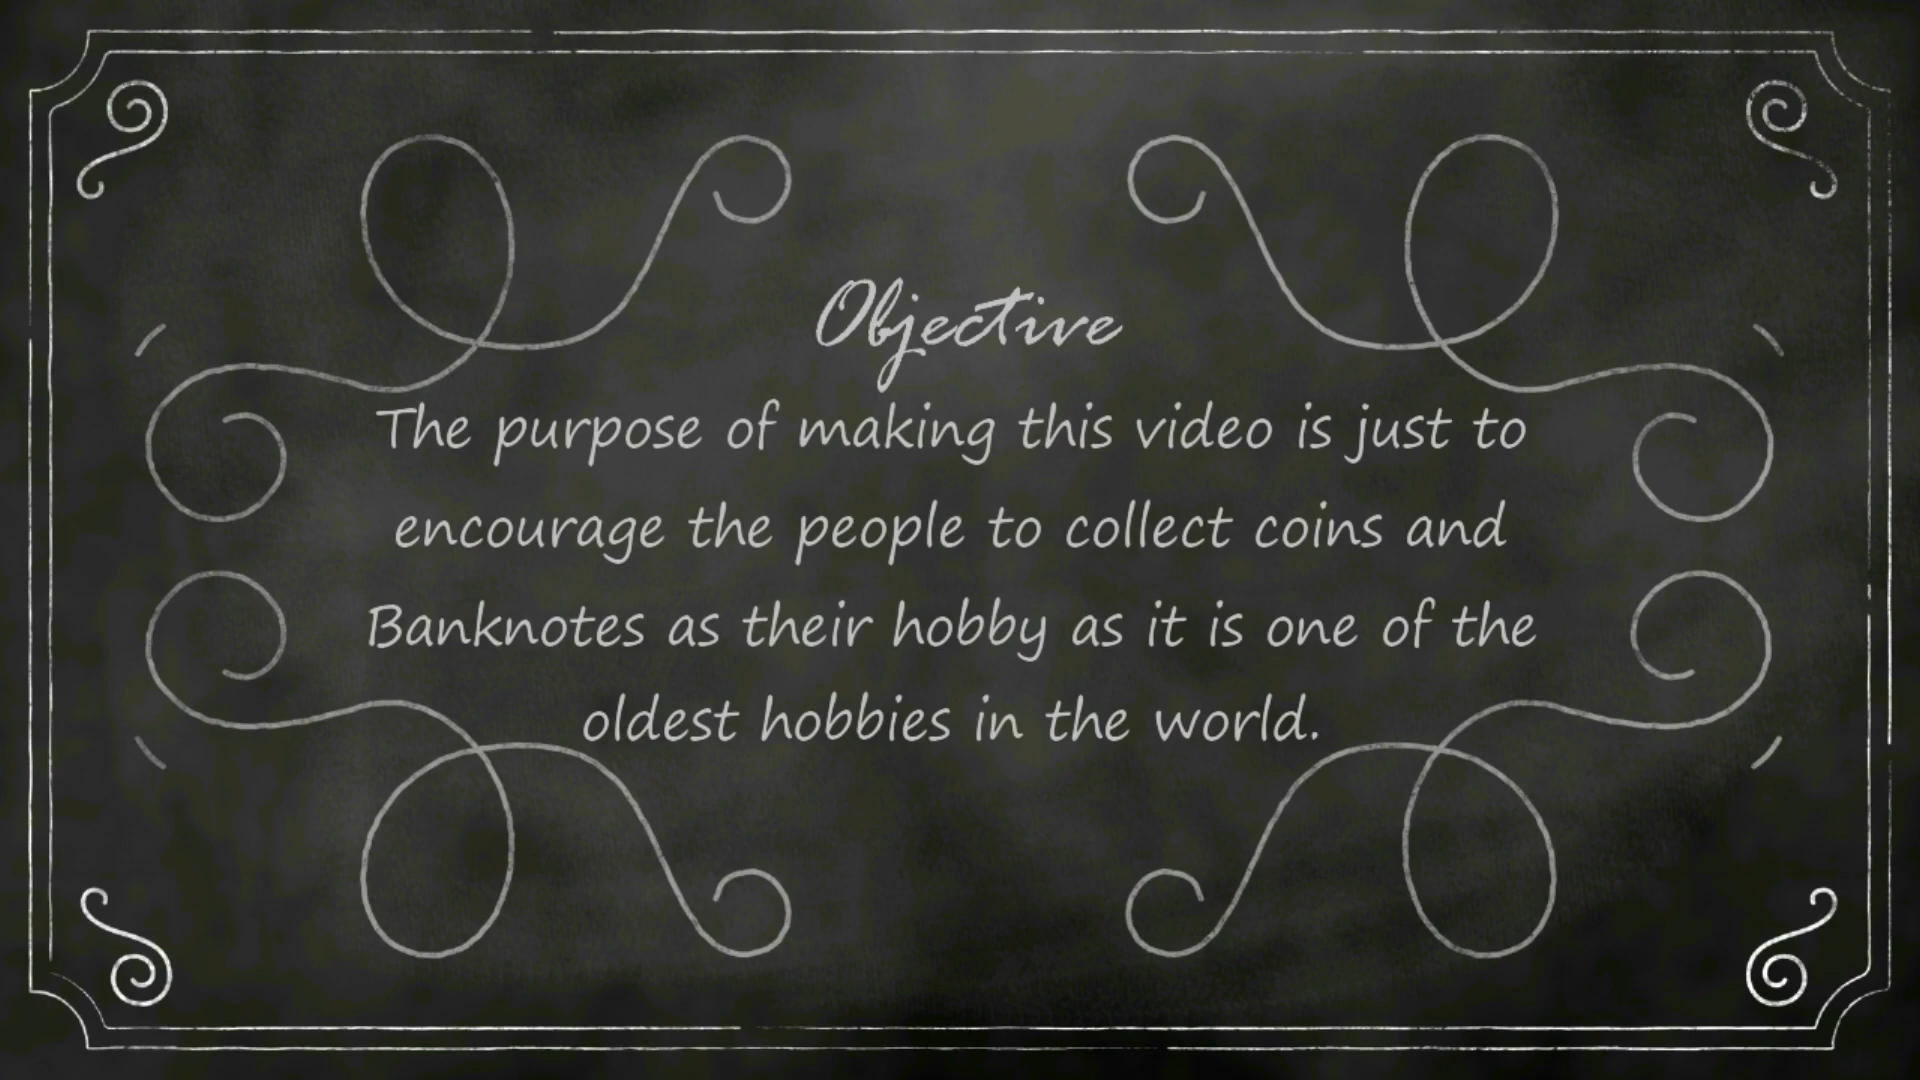 Objective
The purpose of making this video is just to
encourage the people to collect coins and
Banknotes as their hobby as it is one of the
oldest hobbies in the world.